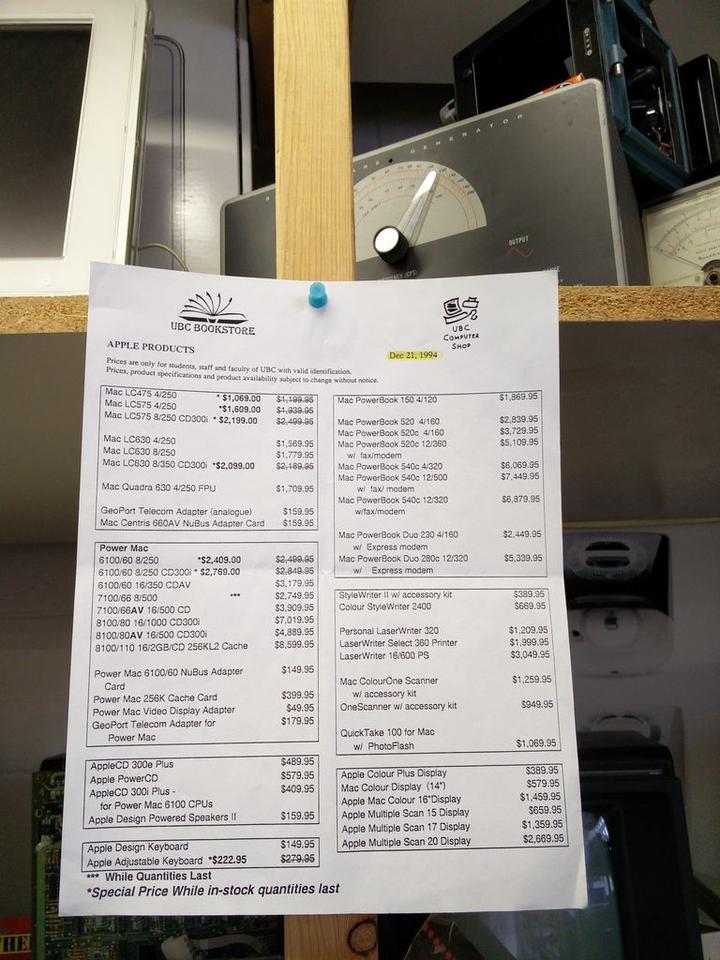 SQUARE GENERATOR
OUTPUT
UBC BOOKSTORE
UBC
COMPUTER
SHOP
APPLE PRODUCTS
Dec 21, 1994
Prices are only for students, staff and faculty of UBC with valid identification.
Prices, product specifications and product availability subject to change without notice.
Mac LC475 4/250 * $1,069.00 $1,199.95
Mac LC575 4/250 *$1,609.00 $1,939.95
Mac LC575 8/250 CD300i * $2,199.00 $2,499.95
Mac LC630 4/250 $1,569.95
Mac LC630 8/250 $1,779.95
Mac LC630 8/350 CD300i *$2,099.00 $2,189.95
Mac Quadra 630 4/250 FPU $1,709.95
GeoPort Telecom Adapter (analogue) $159.95
Mac Centris 660AV NuBus Adapter Card $159.95
Power Mac
6100/60 8/250 *$2,409.00 $2,499.95
6100/60 8/250 CD300i * $2,769.00 $2,849.95
6100/60 16/350 CDAV $3,179.95
7100/66 8/500 *** $2,749.95
7100/66AV 16/500 CD $3,909.95
8100/80 16/1000 CD300i $7,019.95
8100/80AV 16/500 CD300i $4,889.95
8100/110 16/2GB/CD 256KL2 Cache $8,599.95
Power Mac 6100/60 NuBus Adapter $149.95
Card
Power Mac 256K Cache Card $399.95
Power Mac Video Display Adapter $49.95
GeoPort Telecom Adapter for $179.95
Power Mac
AppleCD 300e Plus $489.95
Apple PowerCD $579.95
AppleCD 300i Plus - $409.95
for Power Mac 6100 CPUs
Apple Design Powered Speakers II $159.95
Apple Design Keyboard $149.95
Apple Adjustable Keyboard *$222.95 $279.95
*** While Quantities Last
*Special Price While in-stock quantities last
Mac PowerBook 150 4/120 $1,869.95
Mac PowerBook 520 4/160 $2,839.95
Mac PowerBook 520c 4/160 $3,729.95
Mac PowerBook 520c 12/360 $5,109.95
w/ fax/modem
Mac PowerBook 540c 4/320 $6,069.95
Mac PowerBook 540c 12/500 $7,449.95
w/ fax/ modem
Mac PowerBook 540c 12/320 $6,879.95
w/fax/modem
Mac PowerBook Duo 230 4/160 $2,449.95
w/ Express modem
Mac PowerBook Duo 280c 12/320 $5,339.95
w/ Express modem
StyleWriter II w/ accessory kit $389.95
Colour StyleWriter 2400 $669.95
Personal LaserWriter 320 $1,209.95
LaserWriter Select 360 Printer $1,999.95
LaserWriter 16/600 PS $3,049.95
Mac ColourOne Scanner $1,259.95
w/ accessory kit
OneScanner w/ accessory kit $949.95
QuickTake 100 for Mac
w/ PhotoFlash $1,069.95
Apple Colour Plus Display $389.95
Mac Colour Display (14") $579.95
Apple Mac Colour 16"Display $1,459.95
Apple Multiple Scan 15 Display $659.95
Apple Multiple Scan 17 Display $1,359.95
Apple Multiple Scan 20 Display $2,669.95